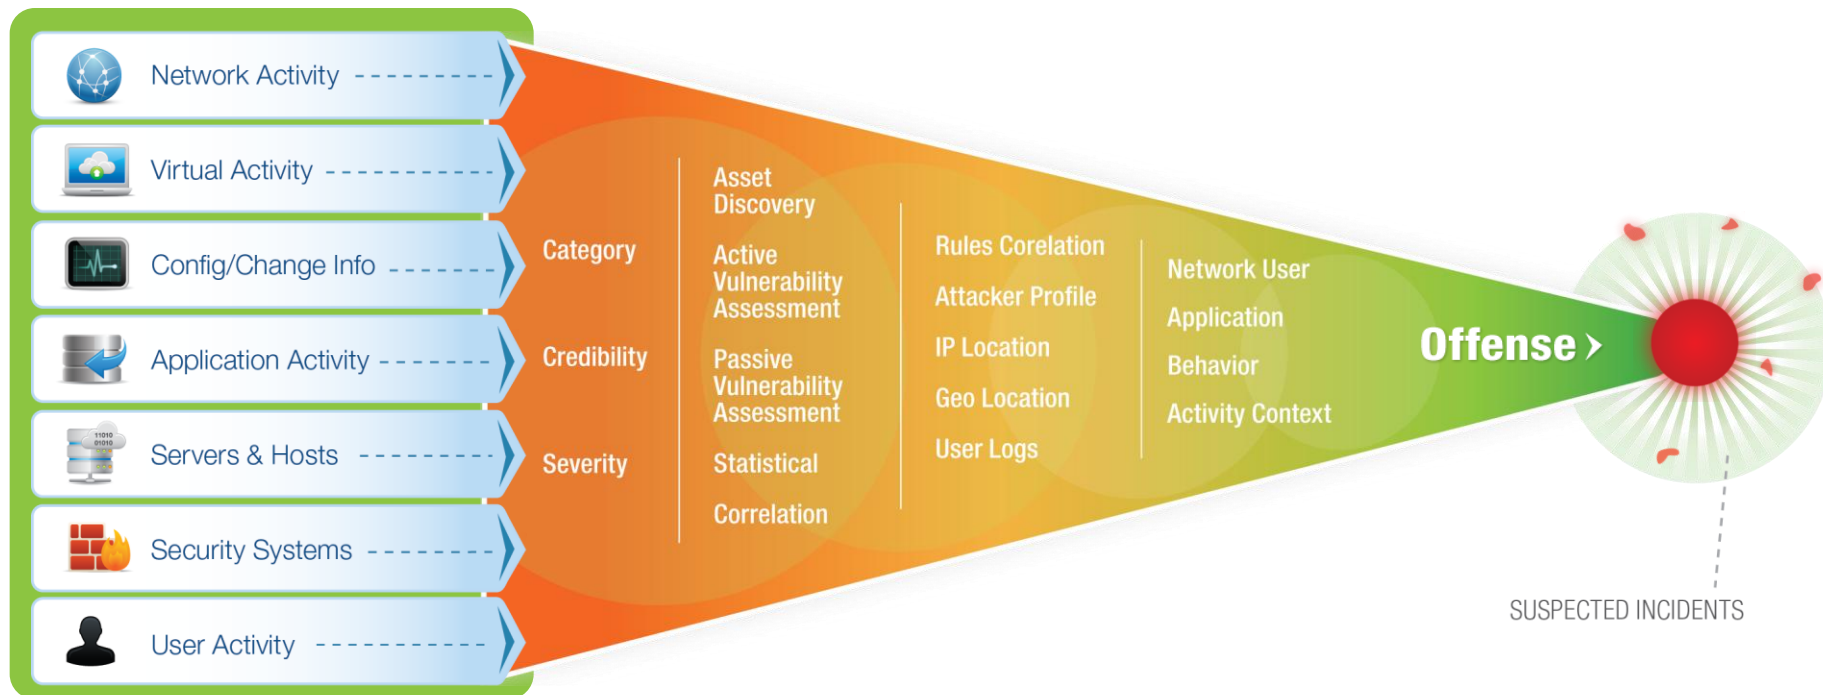 Network Activity
Virtual Activity
Config/Change Info
Application Activity
11010
01010
Servers & Hosts
Security Systems
User Activity
Category
Credibility
Severity
Asset
Discovery
Active
Vulnerability
Assessment
Passive
Vulnerability
Assessment
Statistical
Correlation
Rules Corelation
Attacker Profile
IP Location
Geo Location
User Logs
Network User
Application
Behavior
Activity Context
Offense
SUSPECTED INCIDENTS